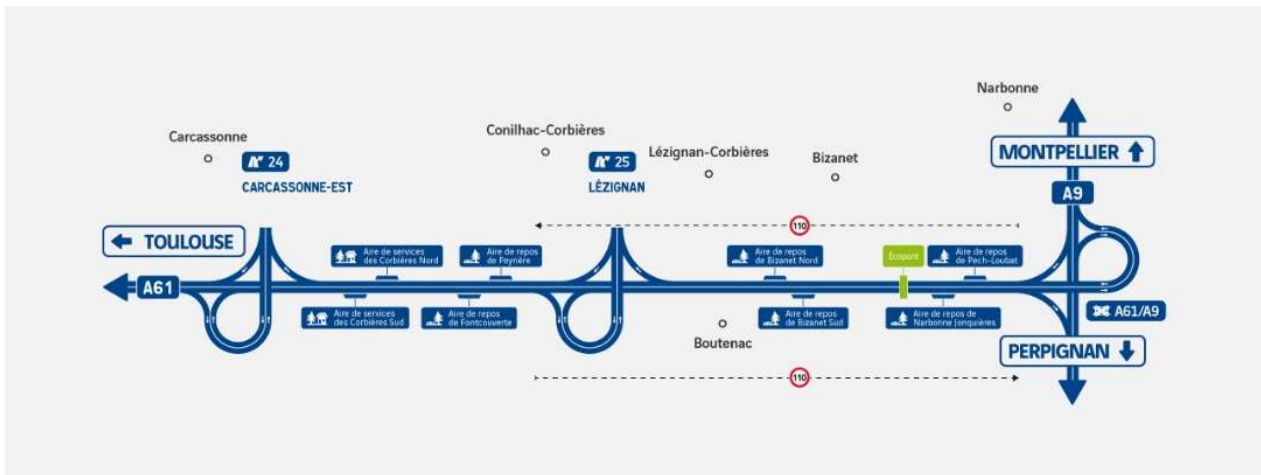 Narbonne
Carcassonne
24
CARCASSONNE-EST
Conilhac-Corbières
25
LÉZIGNAN
Lézignan-Corbières
Bizanet
MONTPELLIER
A9
TOULOUSE
A61
110
Aire de services
des Corbières Nord
Aire de repos
de Peyrière
Aire de repos
de Bizanet Nord
Ecopont
Aire de repos
de Pech-Loubat
Aire de services
des Corbières Sud
Aire de repos
de Fontcouverte
Aire de repos
de Bizanet Sud
Aire de repos de
Narbonne Jonquières
A61/A9
Boutenac
PERPIGNAN
110